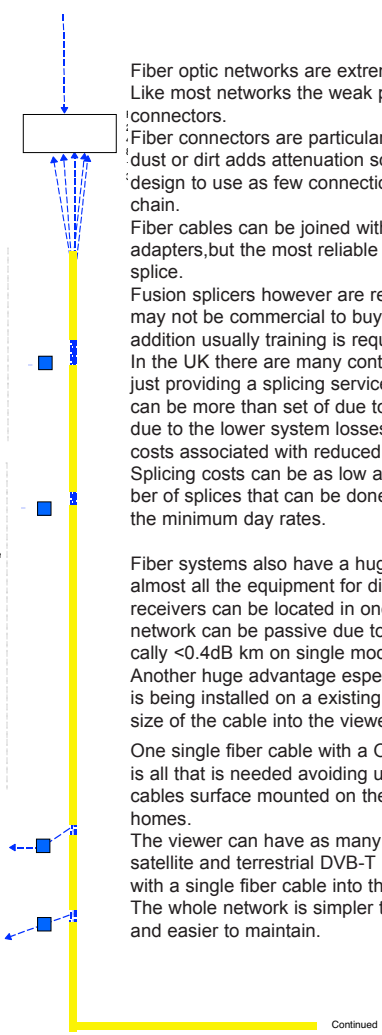 Fiber optic networks are extrem
Like most networks the weak p
connectors.
Fiber connectors are particular
dust or dirt adds attenuation so
design to use as few connectio
chain.
Fiber cables can be joined with
adapters,but the most reliable
splice.
Fusion splicers however are re
may not be commercial to buy
addition usually training is requ
In the UK there are many cont
just providing a splicing service
can be more than set of due to
due to the lower system losses
costs associated with reduced
Splicing costs can be as low a
ber of splices that can be done
the minimum day rates.
Fiber systems also have a hug
almost all the equipment for di
receivers can be located in one
network can be passive due to
cally <0.4dB km on single mod
Another huge advantage espe
is being installed on a existing
size of the cable into the viewe
One single fiber cable with a O
is all that is needed avoiding u
cables surface mounted on the
homes.
The viewer can have as many
satellite and terrestrial DVB-T
with a single fiber cable into th
The whole network is simpler t
and easier to maintain.
Continued